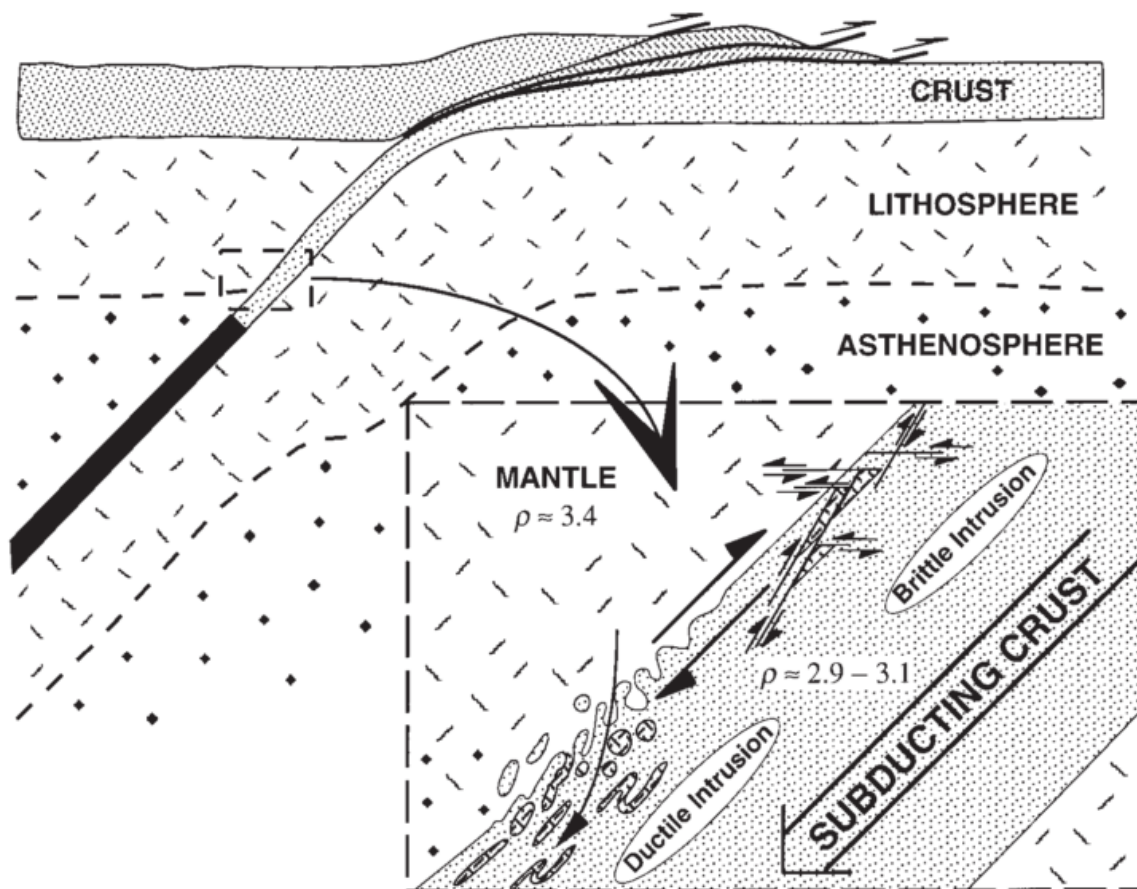 CRUST
LITHOSPHERE
ASTHENOSPHERE
MANTLE
ρ ≈ 3.4
Brittle Intrusion
ρ ≈ 2.9 – 3.1
SUBDUCTING CRUST
Ductile Intrusion